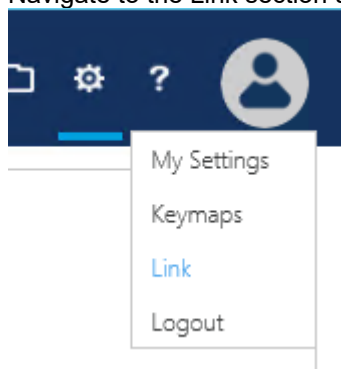 Navigate to the Link section
?
My Settings
Keymaps
Link
Logout